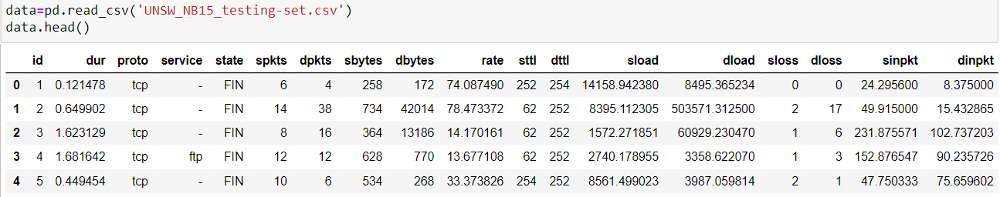 data=pd.read_csv('UNSW_NB15_testing-set.csv')
data.head()
id dur proto service state spkts dpkts sbytes dbytes rate sttl dttl sload dload sloss dloss sinpkt dinpkt
0 1 0.121478 tcp - FIN 6 4 258 172 74.087490 252 254 14158.942380 8495.365234 0 0 24.295600 8.375000
1 2 0.649902 tcp - FIN 14 38 734 42014 78.473372 62 252 8395.112305 503571.312500 2 17 49.915000 15.432865
2 3 1.623129 tcp - FIN 8 16 364 13186 14.170161 62 252 1572.271851 60929.230470 1 6 231.875571 102.737203
3 4 1.681642 tcp ftp FIN 12 12 628 770 13.677108 62 252 2740.178955 3358.622070 1 3 152.876547 90.235726
4 5 0.449454 tcp - FIN 10 6 534 268 33.373826 254 252 8561.499023 3987.059814 2 1 47.750333 75.659602